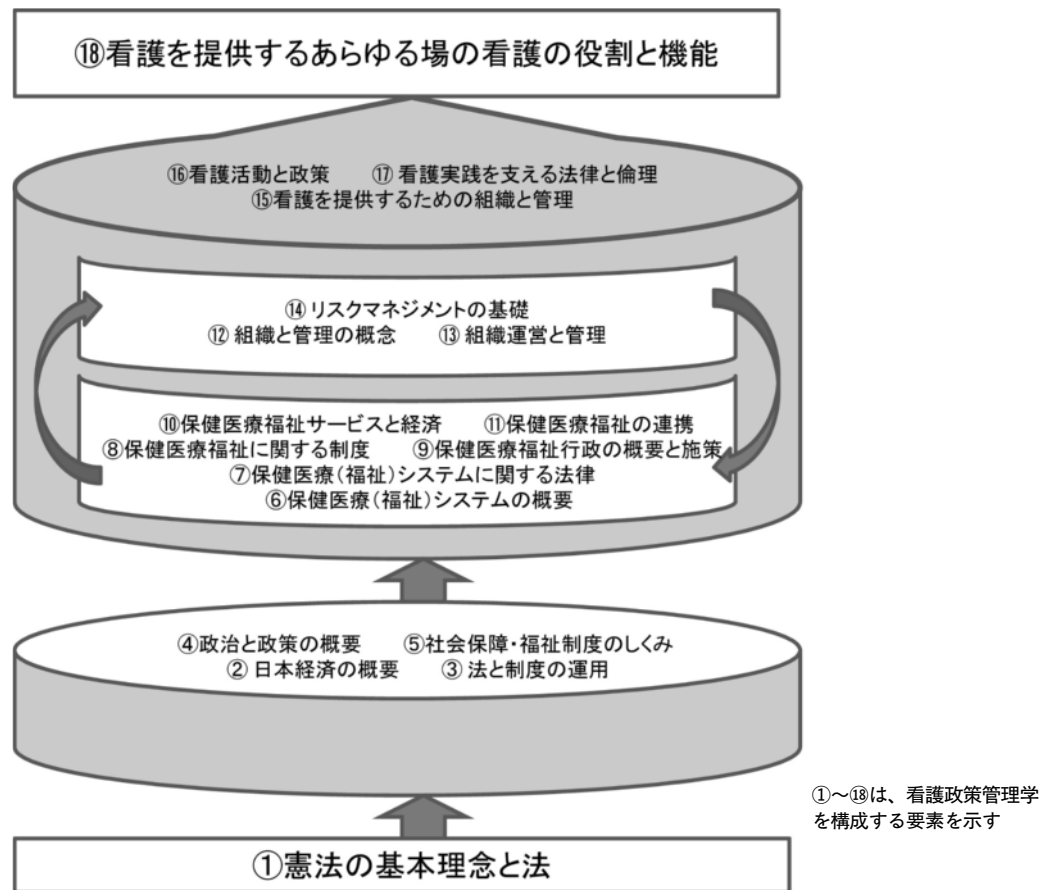 ⑱看護を提供するあらゆる場の看護の役割と機能
⑯看護活動と政策 ⑰ 看護実践を支える法律と倫理
⑮看護を提供するための組織と管理
⑭ リスクマネジメントの基礎
⑫ 組織と管理の概念 ⑬ 組織運営と管理
⑩保健医療福祉サービスと経済 ⑪保健医療福祉の連携
⑧保健医療福祉に関する制度 ⑨保健医療福祉行政の概要と施策
⑦保健医療(福祉)システムに関する法律
⑥保健医療(福祉)システムの概要
④政治と政策の概要 ⑤社会保障・福祉制度のしくみ
② 日本経済の概要 ③ 法と制度の運用
①~⑱は、看護政策管理学
を構成する要素を示す
①憲法の基本理念と法